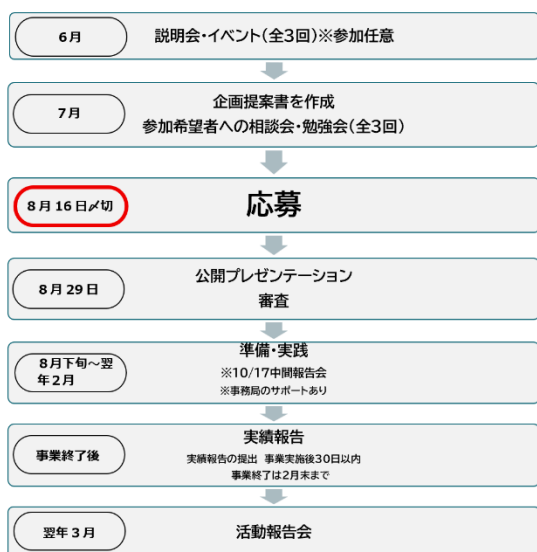 6月
説明会・イベント(全3回)※参加任意
7月
企画提案書を作成
参加希望者への相談会・勉強会(全3回)
8月16日〆切
応募
8月29日
公開プレゼンテーション
審査
8月下旬~翌
年2月
準備・実践
※10/17中間報告会
※事務局のサポートあり
事業終了後
実績報告
実績報告の提出 事業実施後30日以内
事業終了は2月末まで
翌年3月
活動報告会